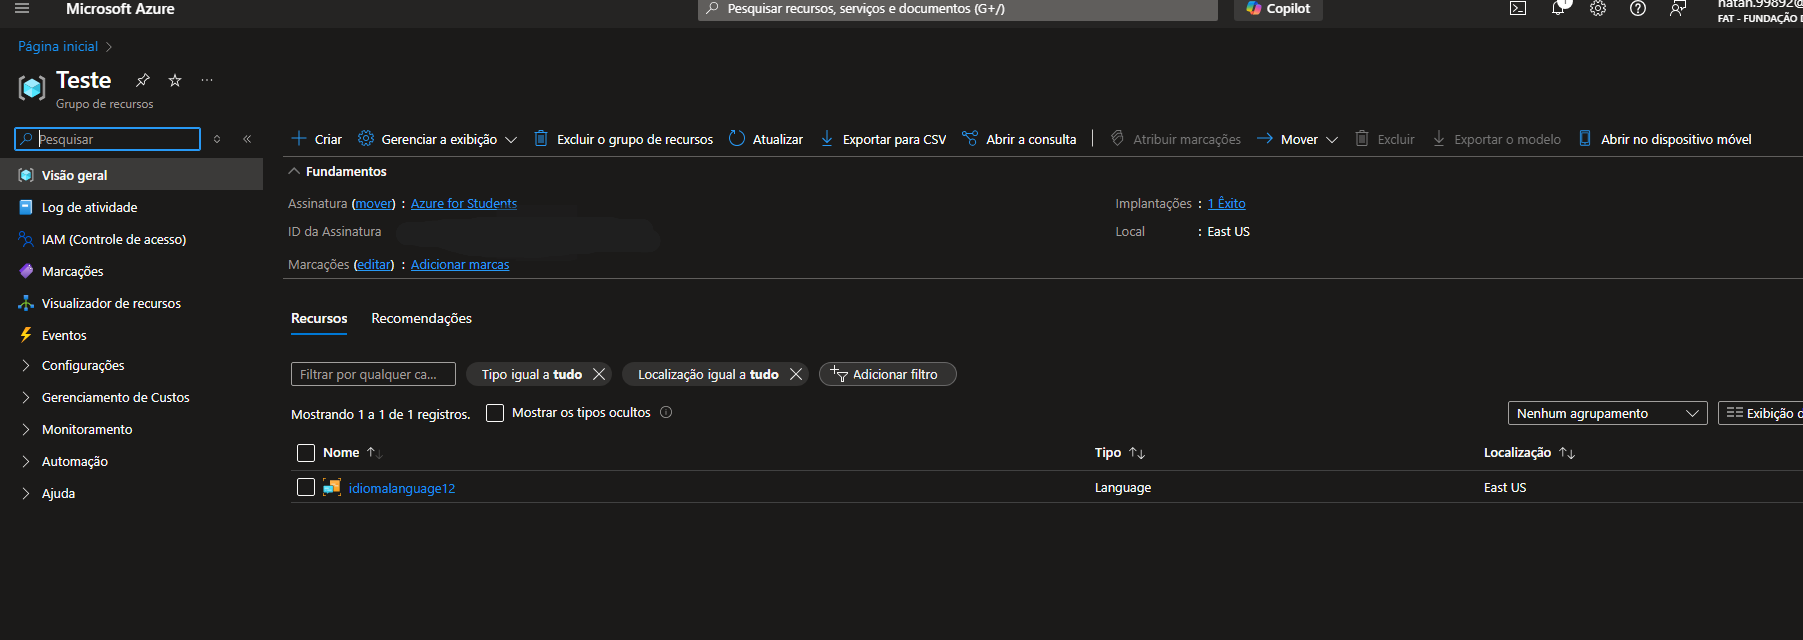 Microsoft Azure
Pesquisar recursos, serviços e documentos (G+/)
Copilot
1
natan.99892@
FAT - FUNDAÇÃO
Página inicial
Teste
Grupo de recursos
Pesquisar
Criar
Gerenciar a exibição
Excluir o grupo de recursos
Atualizar
Exportar para CSV
Abrir a consulta
Atribuir marcações
Mover
Excluir
Exportar o modelo
Abrir no dispositivo móvel
Visão geral
Log de atividade
IAM (Controle de acesso)
Marcações
Visualizador de recursos
Eventos
Configurações
Gerenciamento de Custos
Monitoramento
Automação
Ajuda
Fundamentos
Assinatura (mover) : Azure for Students
ID da Assinatura
Marcações (editar) : Adicionar marcas
Implantações : 1 Êxito
Local : East US
Recursos
Recomendações
Filtrar por qualquer ca...
Tipo igual a tudo
Localização igual a tudo
Adicionar filtro
Mostrando 1 a 1 de 1 registros.
Mostrar os tipos ocultos
Nenhum agrupamento
Exibição
Nome
Tipo
Localização
idiomalanguage12
Language
East US